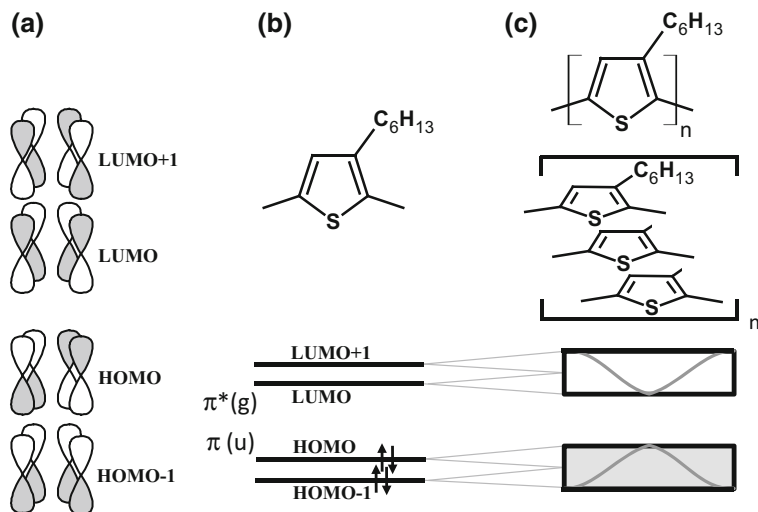 (a)
(b)
(c)
C6H13
S
n
C6H13
S
C6H13
S
S
S
n
LUMO+1
LUMO
HOMO
HOMO-1
LUMO+1
LUMO
π*(g)
π (u)
HOMO
HOMO-1